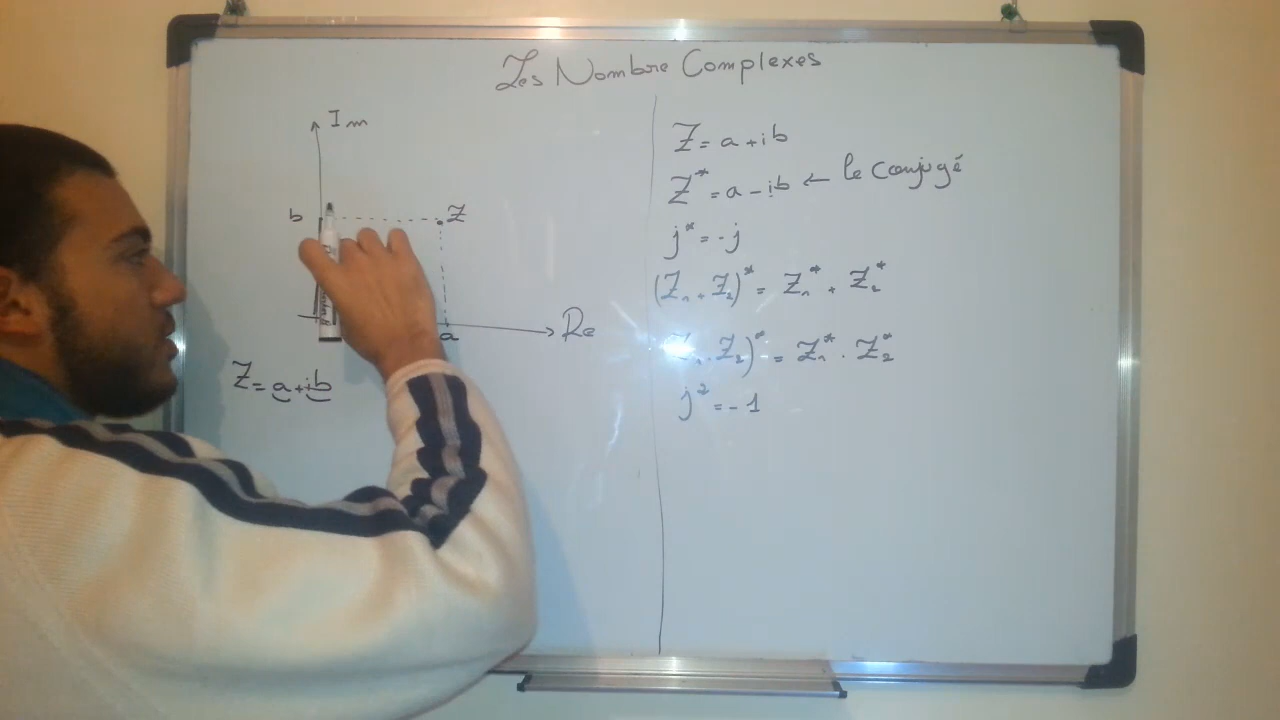 Les Nombre Complexes
Im
b
Z
a
Re
Z = a + ib
Z = a + ib
Z* = a - ib ← le conjugé
j* = -j
(Z₁ + Z₂)* = Z₁* + Z₂*
Z₁ . Z₂)* = Z₁* . Z₂*
j² = -1